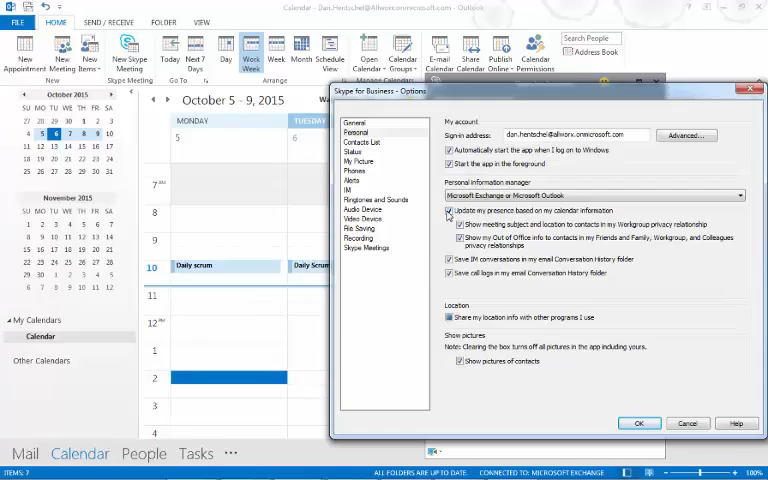 Calendar - Dan.Hentschel@Allworx.onmicrosoft.com - Outlook
FILE HOME SEND / RECEIVE FOLDER VIEW
New Appointment
New Meeting
New Items
New Skype Meeting
Today
Next 7 Days
Day
Work Week
Week
Month
Schedule View
Open Calendar
Calendar Groups
E-mail Calendar
Share Calendar
Publish Online
Calendar Permissions
Search People
Address Book
New
Skype Meeting
Go To
Arrange
Manage Calendars
October 2015
SU MO TU WE TH FR SA
27 28 29 30 1 2 3
4 5 6 7 8 9 10
11 12 13 14 15 16 17
18 19 20 21 22 23 24
25 26 27 28 29 30 31
November 2015
SU MO TU WE TH FR SA
1 2 3 4 5 6 7
8 9 10 11 12 13 14
15 16 17 18 19 20 21
22 23 24 25 26 27 28
29 30 1 2 3 4 5
6 7 8 9 10 11 12
My Calendars
Calendar
Other Calendars
October 5 - 9, 2015
MONDAY TUESDAY
5 6
7 AM
8
9
10 Daily scrum Daily Scrum
11
12 PM
1
2
3
4
Skype for Business - Options
General
Personal
Contacts List
Status
My Picture
Phones
Alerts
IM
Ringtones and Sounds
Audio Device
Video Device
File Saving
Recording
Skype Meetings
My account
Sign-in address: dan.hentschel@allworx.onmicrosoft.com Advanced...
Automatically start the app when I log on to Windows
Start the app in the foreground
Personal information manager
Microsoft Exchange or Microsoft Outlook
Update my presence based on my calendar information
Show meeting subject and location to contacts in my Workgroup privacy relationship
Show my Out of Office info to contacts in my Friends and Family, Workgroup, and Colleagues
privacy relationships
Save IM conversations in my email Conversation History folder
Save call logs in my email Conversation History folder
Location
Share my location info with other programs I use
Show pictures
Note: Clearing the box turns off all pictures in the app including yours.
Show pictures of contacts
OK Cancel Help
Mail Calendar People Tasks ...
ITEMS: 7 ALL FOLDERS ARE UP TO DATE. CONNECTED TO: MICROSOFT EXCHANGE 100%